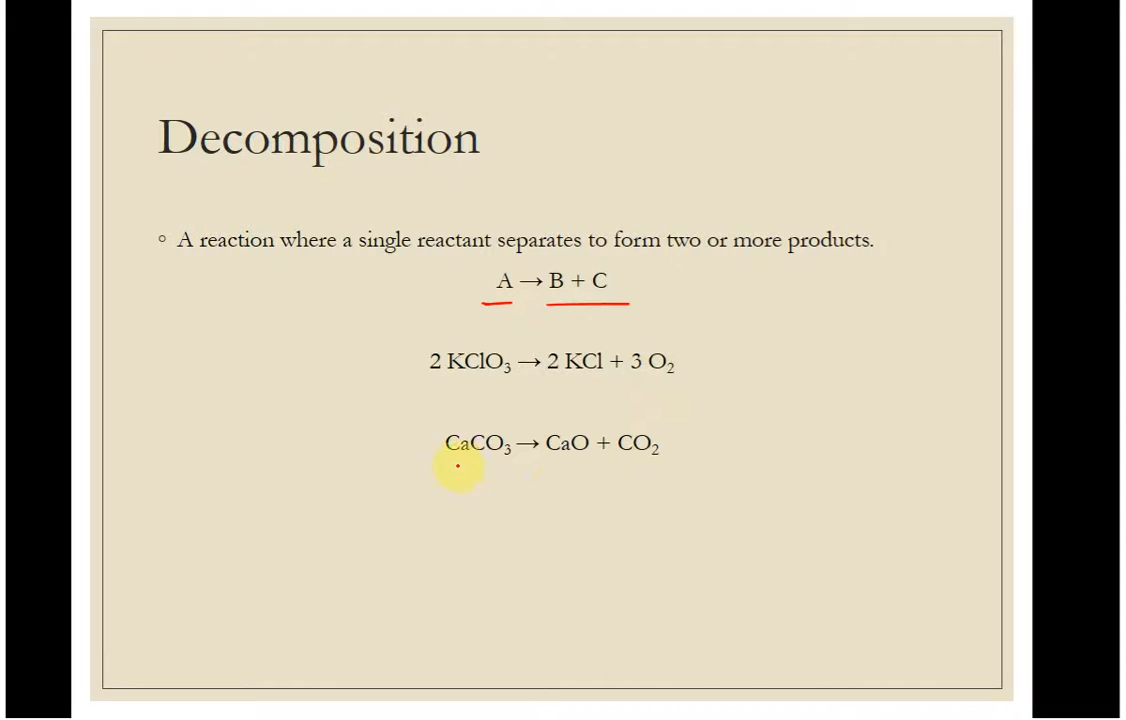 Decomposition
◦ A reaction where a single reactant separates to form two or more products.
A → B + C
2 KClO₃ → 2 KCl + 3 O₂
CaCO₃ → CaO + CO₂